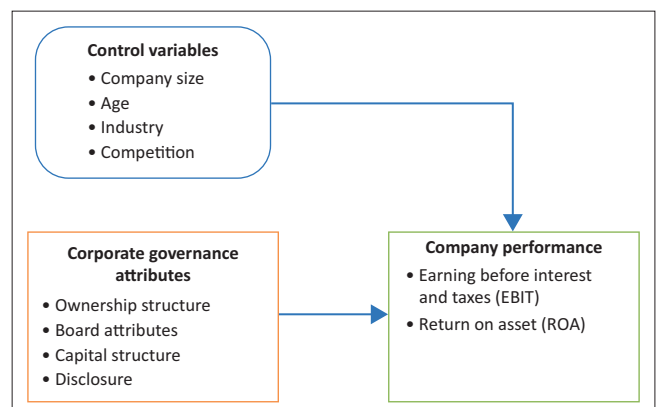 Control variables
• Company size
• Age
• Industry
• Competition
Corporate governance
attributes
• Ownership structure
• Board attributes
• Capital structure
• Disclosure
Company performance
• Earning before interest
and taxes (EBIT)
• Return on asset (ROA)